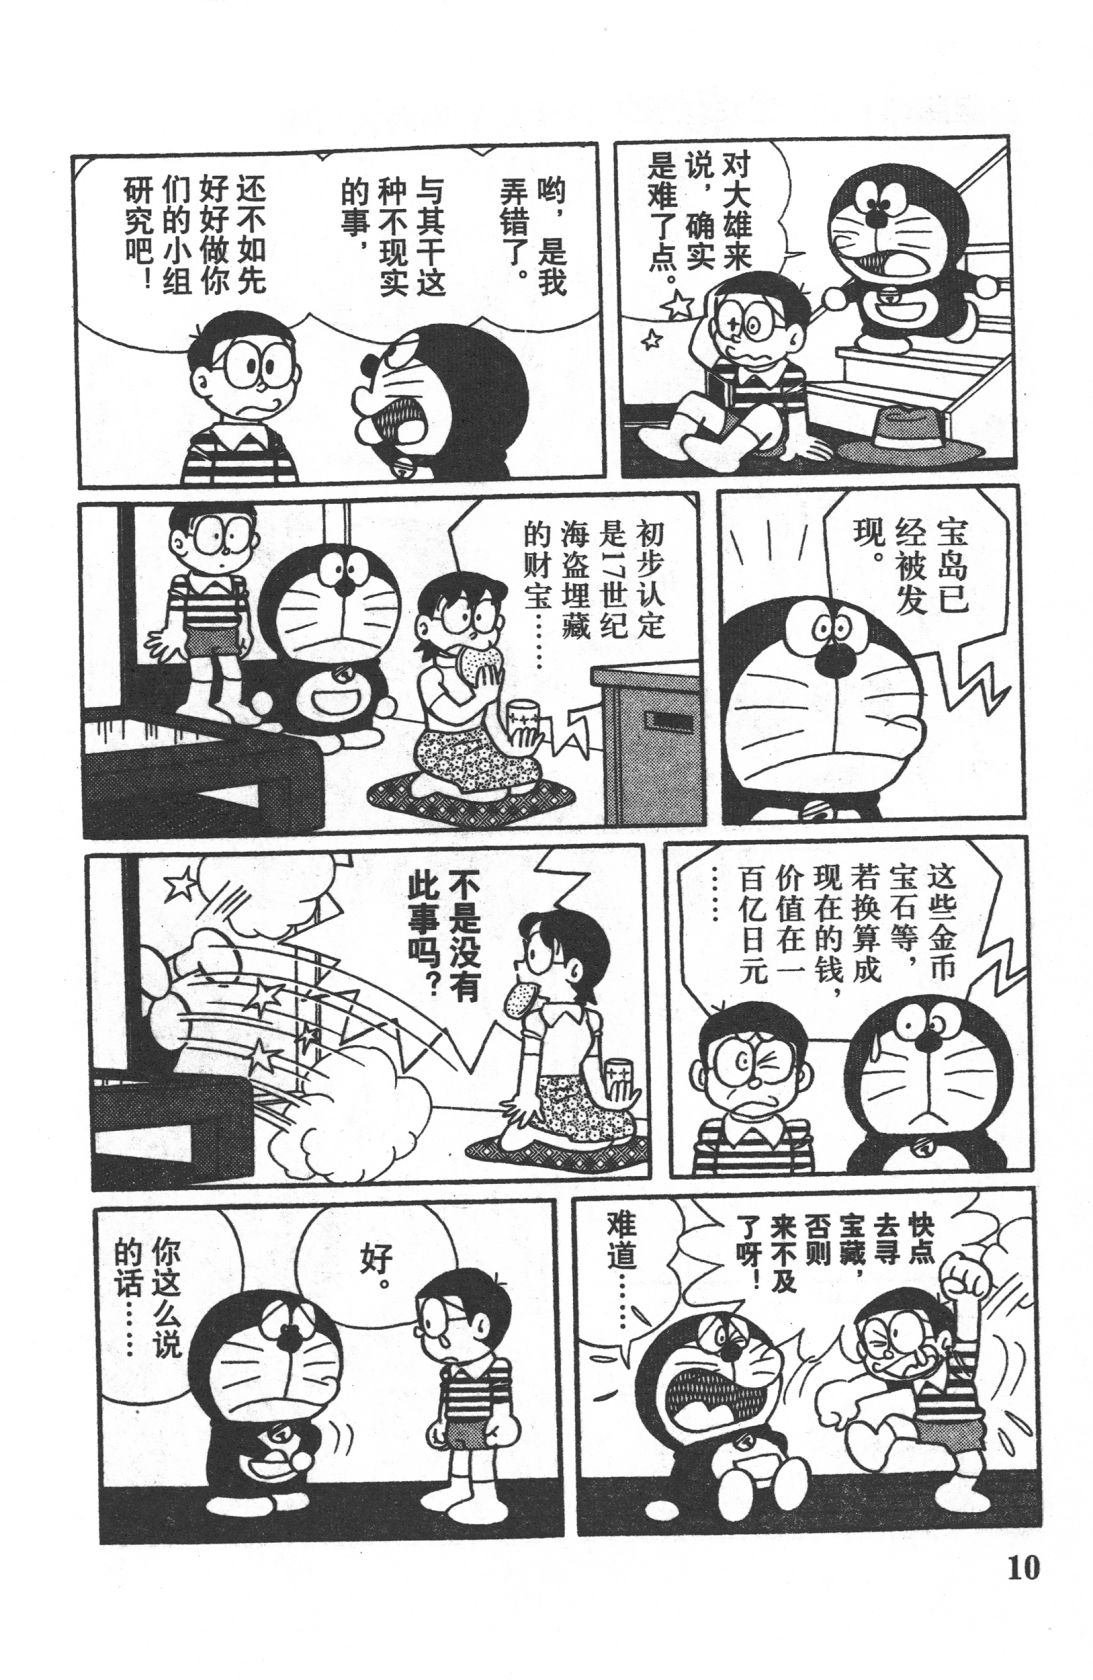 对大雄来
说，确实
是难了点。
哟，是我
弄错了。
与其干这
种不现实
的事，
还不如先
好好做你
们的小组
研究吧！
宝岛已
经被发
现。
初步认定
是17世纪
海盗埋藏
的财宝……
这些金币
宝石等，
若换算成
现在的钱，
价值在一
百亿日元
……
不是没有
此事吗？
快点
去寻
宝藏，
否则
来不及
了呀！
难道……
好。
你这么说
的话……
10